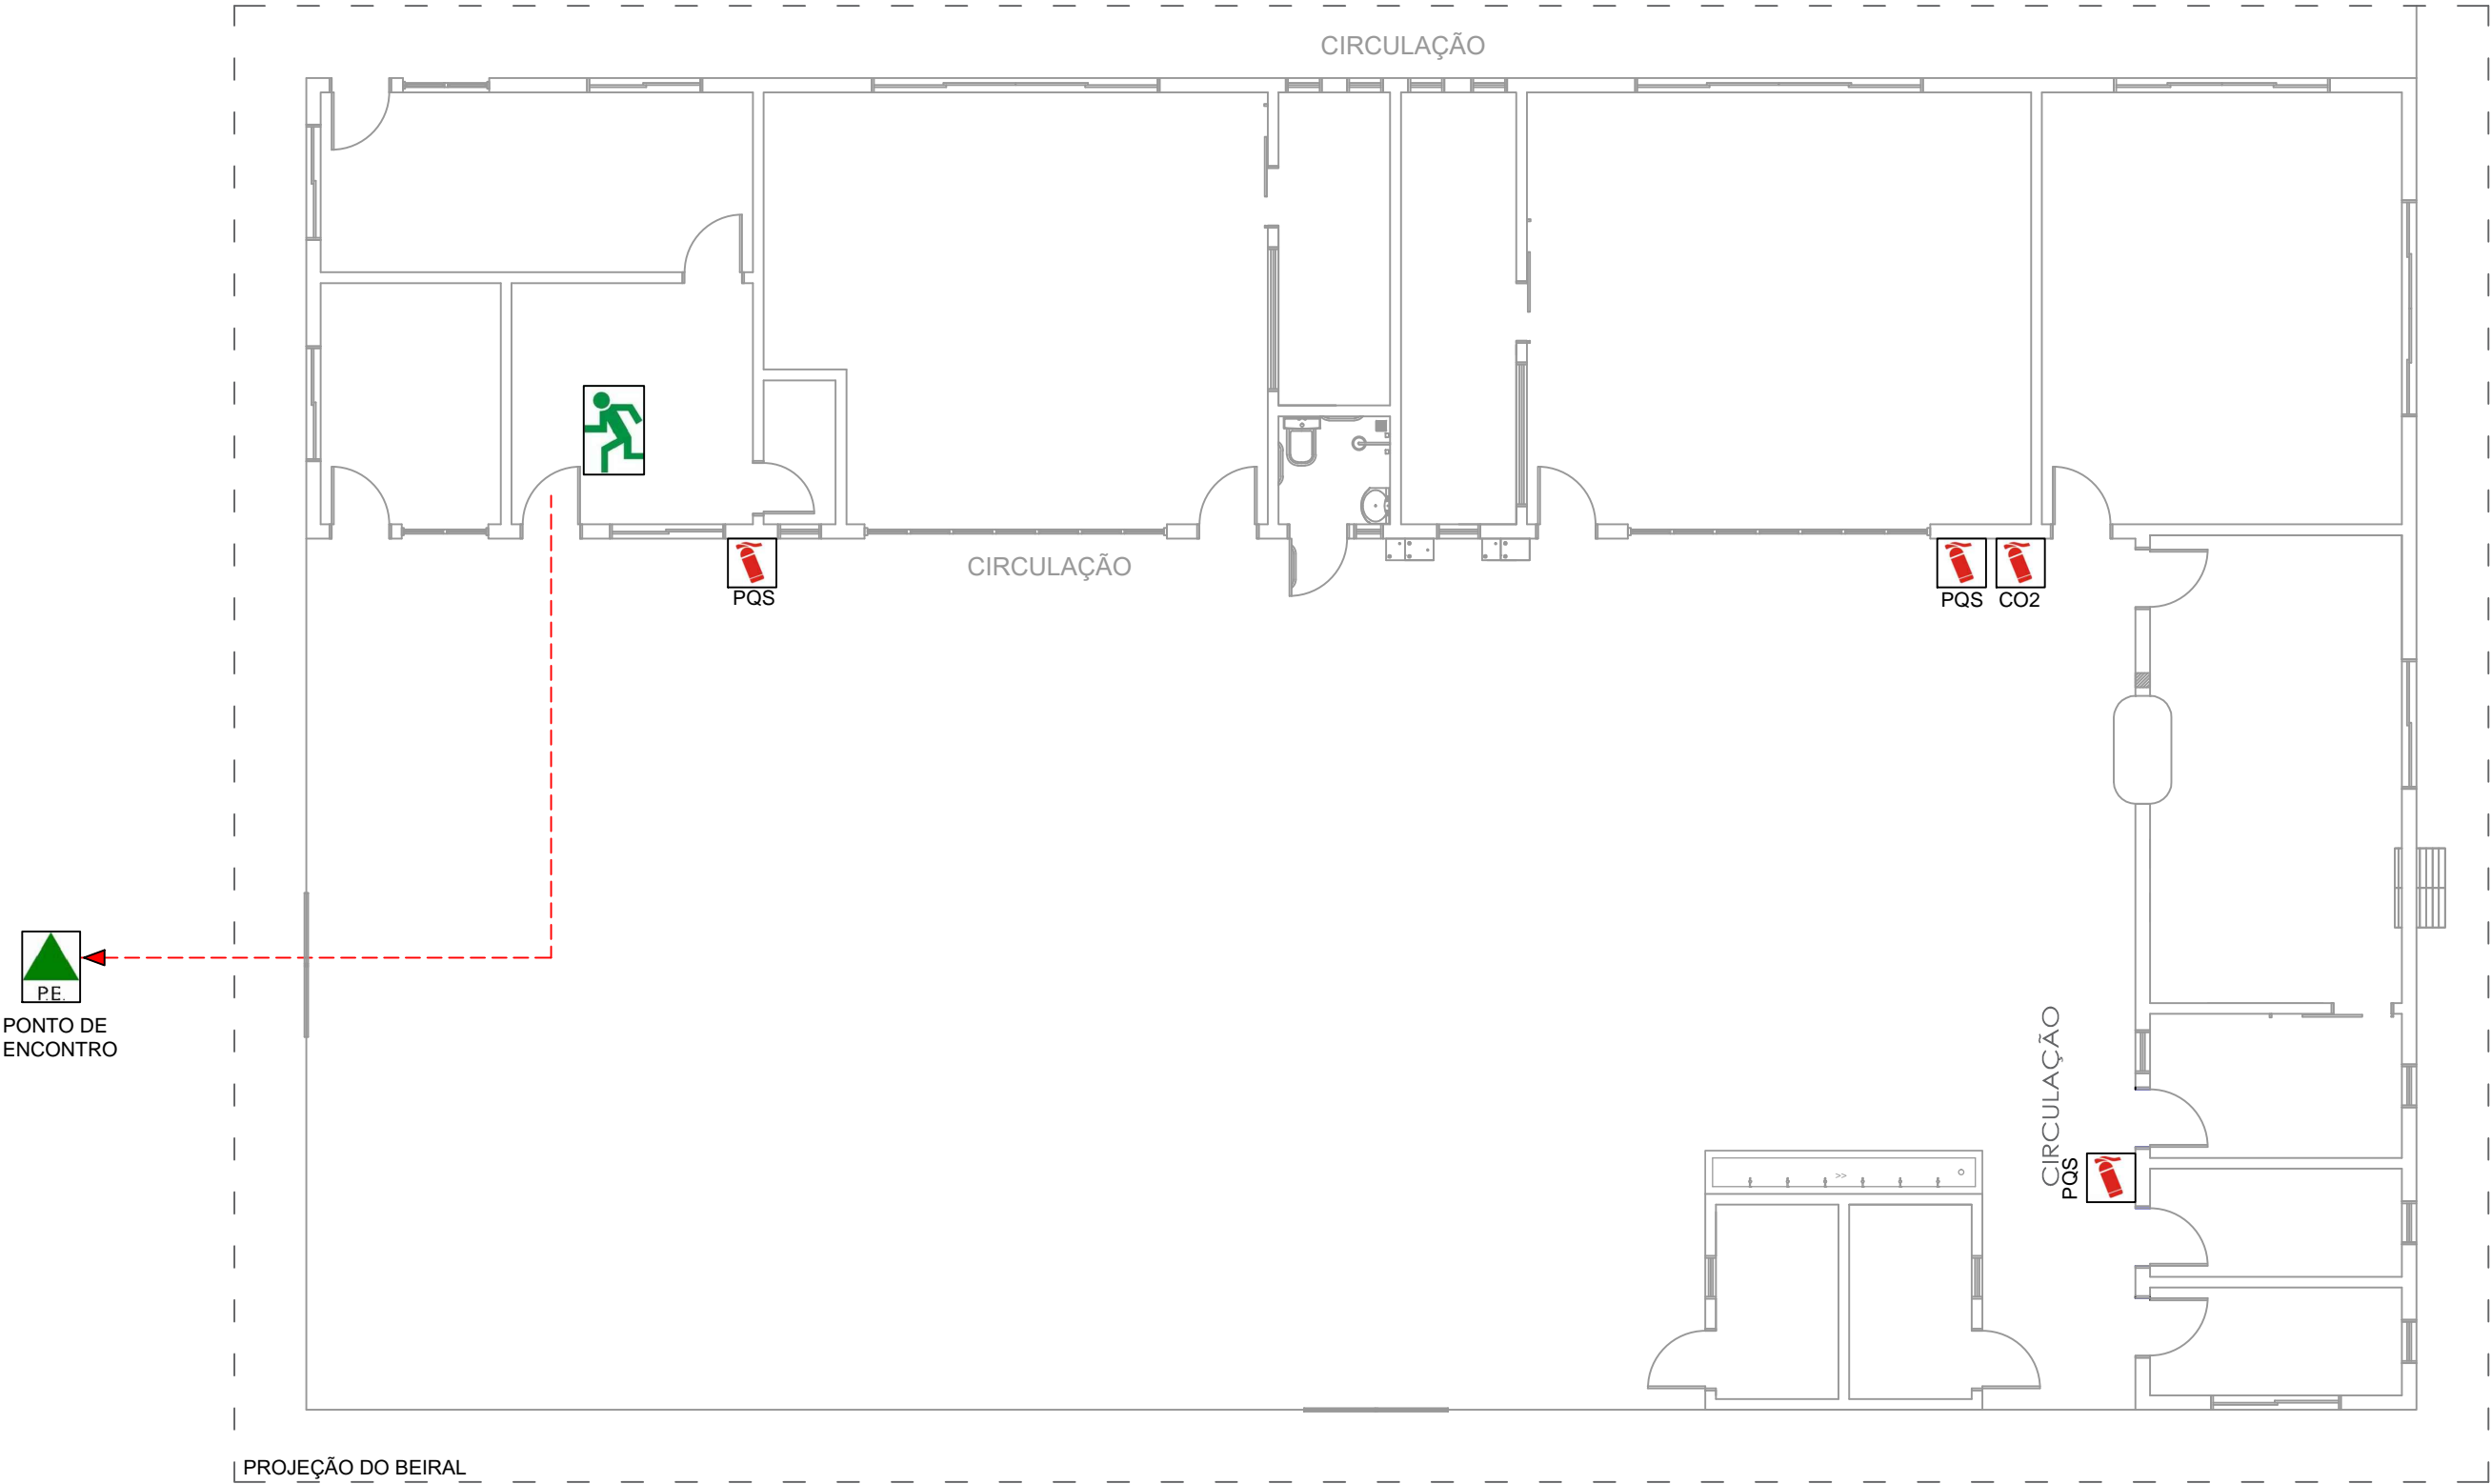 CIRCULAÇÃO
CIRCULAÇÃO
PQS
PQS
CO2
P.E.
PONTO DE
ENCONTRO
CIRCULAÇÃO
PQS
>>
PROJEÇÃO DO BEIRAL